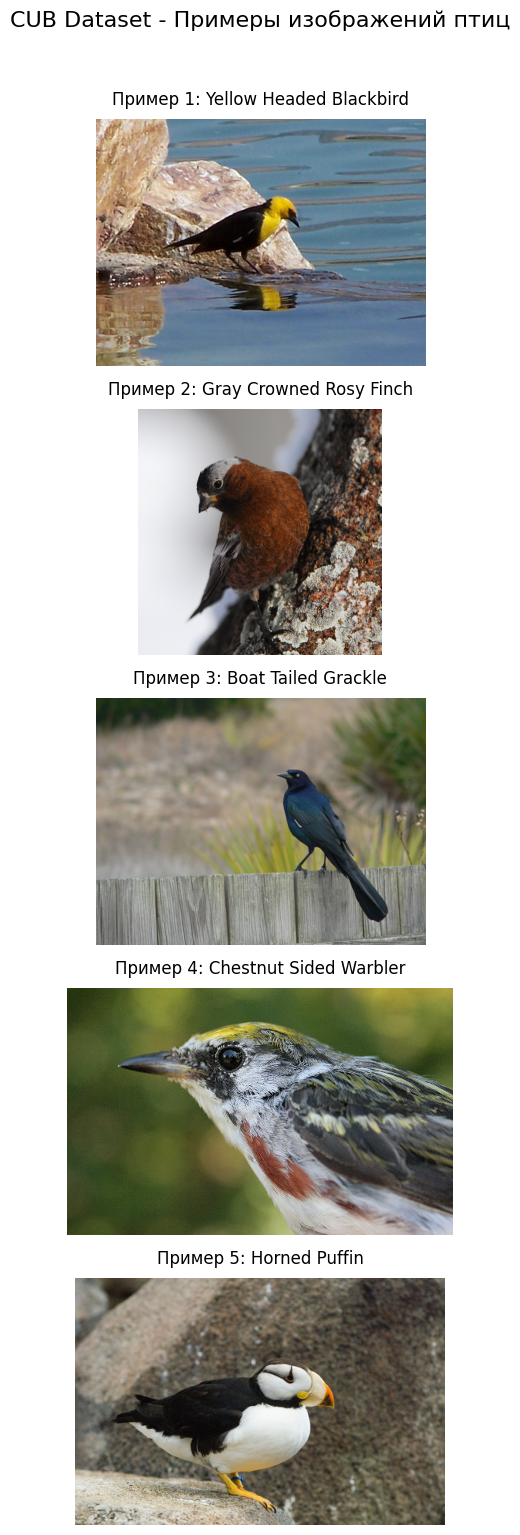 CUB Dataset - Примеры изображений птиц
Пример 1: Yellow Headed Blackbird
Пример 2: Gray Crowned Rosy Finch
Пример 3: Boat Tailed Grackle
Пример 4: Chestnut Sided Warbler
Пример 5: Horned Puffin